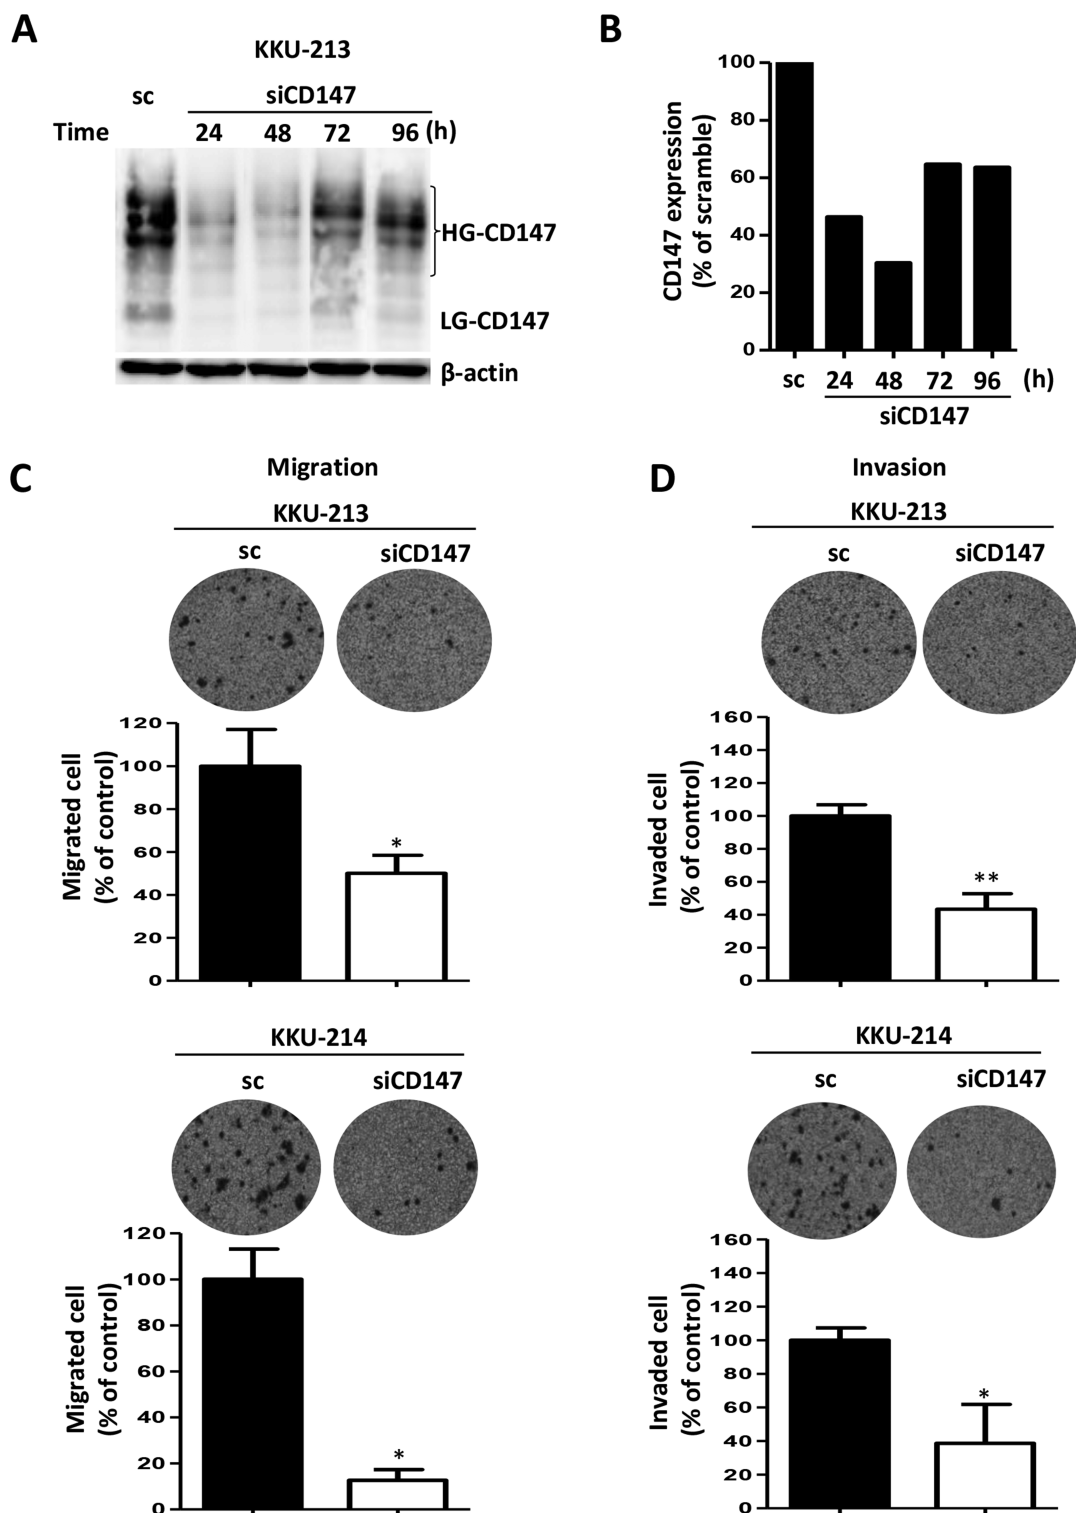 A
KKU-213
sc
siCD147
Time 24 48 72 96 (h)
HG-CD147
LG-CD147
β-actin
B
CD147 expression
(% of scramble)
100
80
60
40
20
0
sc 24 48 72 96 (h)
siCD147
C
Migration
KKU-213
sc siCD147
Migrated cell
(% of control)
120
100
80
60
40
20
0
*
KKU-214
sc siCD147
Migrated cell
(% of control)
120
100
80
60
40
20
0
*
D
Invasion
KKU-213
sc siCD147
Invaded cell
(% of control)
160
140
120
100
80
60
40
20
0
**
KKU-214
sc siCD147
Invaded cell
(% of control)
160
140
120
100
80
60
40
20
0
*